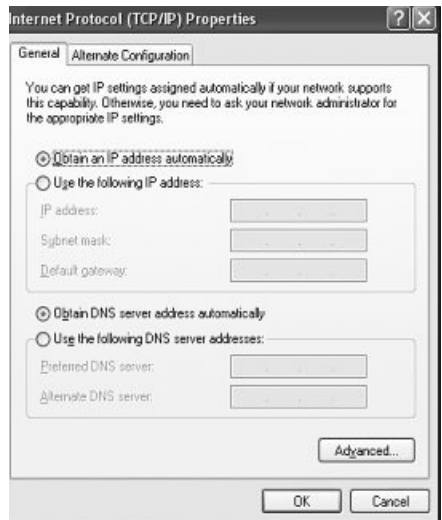 Internet Protocol (TCP/IP) Properties
General
Alternate Configuration
You can get IP settings assigned automatically if your network supports
this capability. Otherwise, you need to ask your network administrator for
the appropriate IP settings.
Obtain an IP address automatically
Use the following IP address:
IP address:
Subnet mask:
Default gateway:
Obtain DNS server address automatically
Use the following DNS server addresses:
Preferred DNS server:
Alternate DNS server:
Advanced...
OK
Cancel